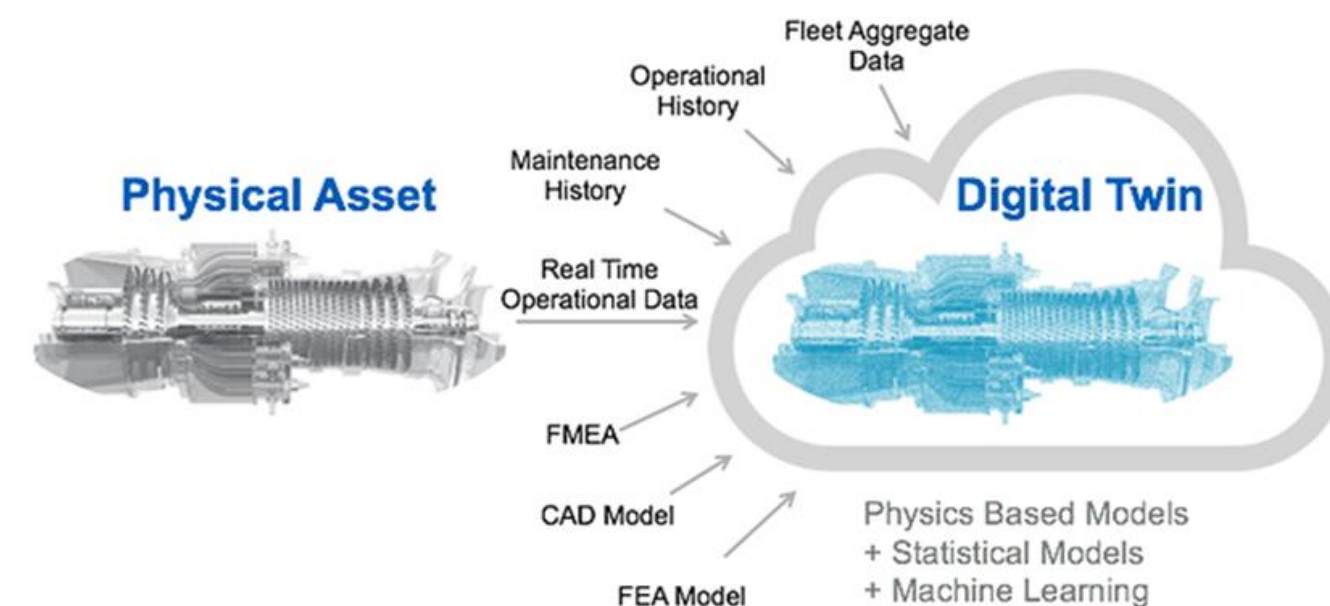 Fleet Aggregate
Data
Operational
History
Maintenance
History
Physical Asset
Digital Twin
Real Time
Operational Data
FMEA
CAD Model
FEA Model
Physics Based Models
+ Statistical Models
+ Machine Learning